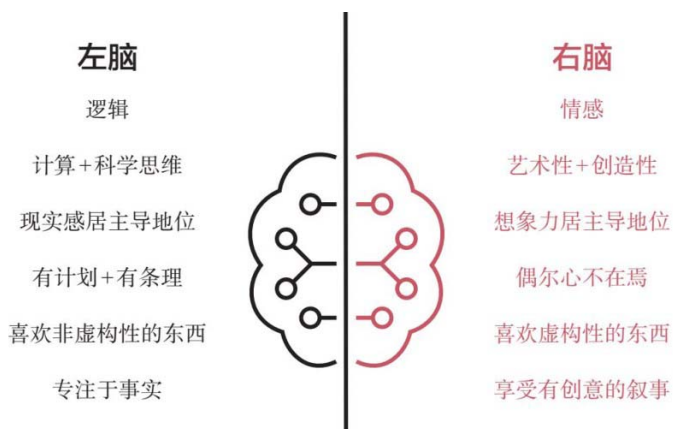 左脑
逻辑
计算+科学思维
现实感居主导地位
有计划+有条理
喜欢非虚构性的东西
专注于事实
右脑
情感
艺术性+创造性
想象力居主导地位
偶尔心不在焉
喜欢虚构性的东西
享受有创意的叙事